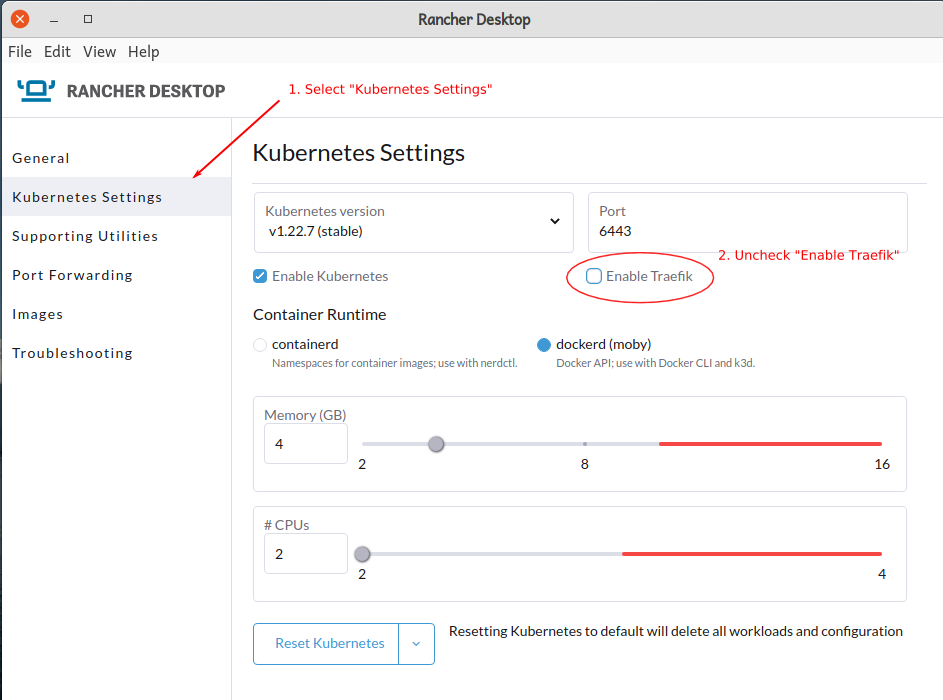 Rancher Desktop
File Edit View Help
RANCHER DESKTOP
1. Select "Kubernetes Settings"
General
Kubernetes Settings
Supporting Utilities
Port Forwarding
Images
Troubleshooting
Kubernetes Settings
Kubernetes version
v1.22.7 (stable)
Port
6443
Enable Kubernetes
2. Uncheck "Enable Traefik"
Enable Traefik
Container Runtime
containerd
Namespaces for container images; use with nerdctl.
dockerd (moby)
Docker API; use with Docker CLI and k3d.
Memory (GB)
4
2 8 16
# CPUs
2
2 4
Reset Kubernetes
Resetting Kubernetes to default will delete all workloads and configuration